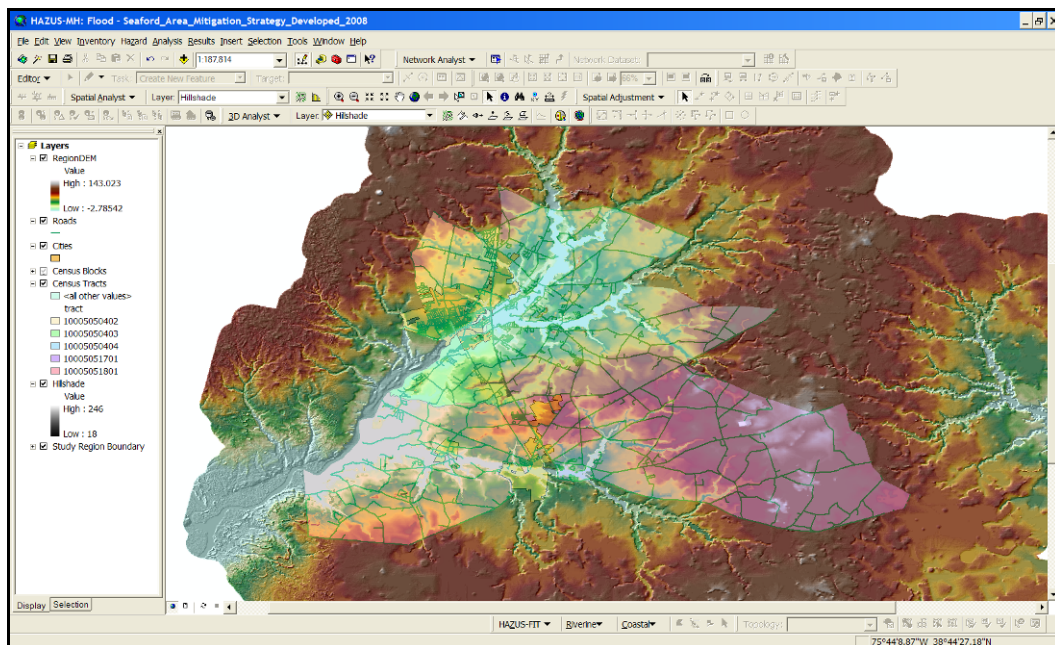 HAZUS-MH: Flood - Seaford_Area_Mitigation_Strategy_Developed_2008
File Edit View Inventory Hazard Analysis Results Insert Selection Tools Window Help
1:187,814 Network Analyst Network Dataset:
Editor Task: Create New Feature Target: 66%
Spatial Analyst Layer: Hillshade Spatial Adjustment
3D Analyst Layer: Hillshade
Layers
RegionDEM
Value
High : 143.023
Low : -2.78542
Roads
Cities
Census Blocks
Census Tracts
<all other values>
tract
10005050402
10005050403
10005050404
10005051701
10005051801
Hillshade
Value
High : 246
Low : 18
Study Region Boundary
Display Selection
HAZUS-FIT Riverine Coastal Topology:
75°44'8.87"W 38°44'27.18"N